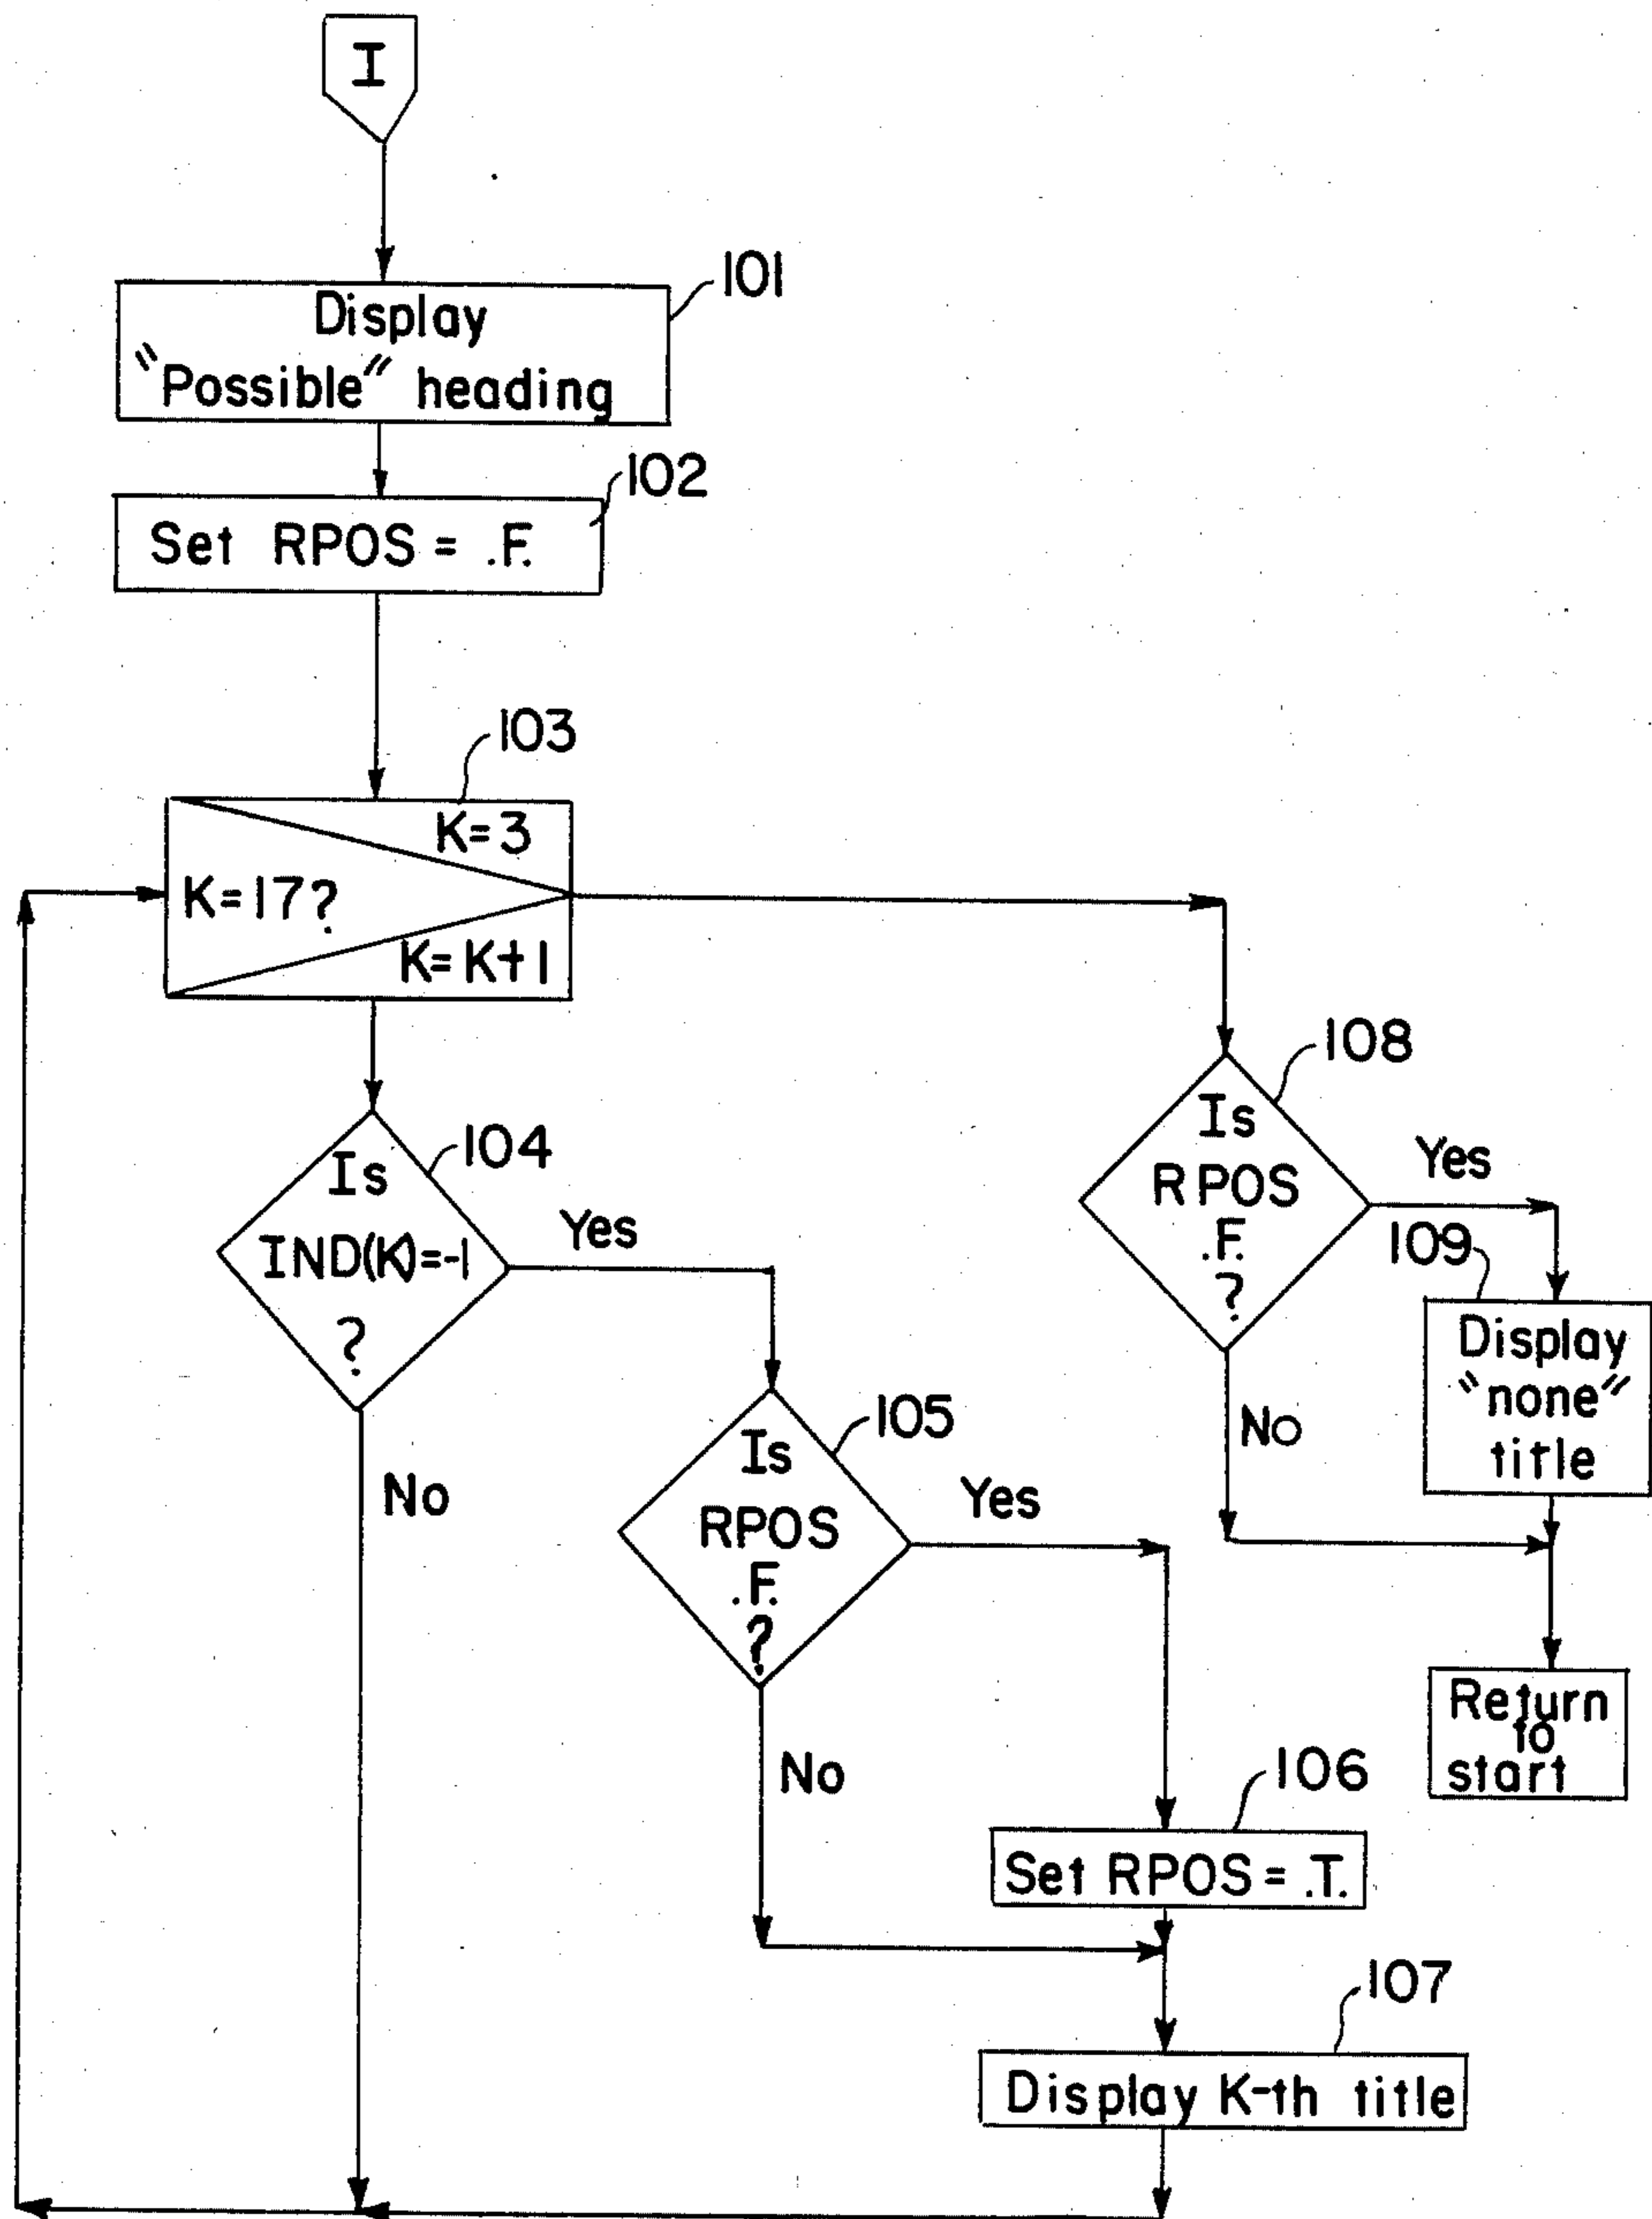 I
101
Display
"Possible" heading
102
Set RPOS = .F.
103
K=3
K=17?
K=K+1
108
Is
RPOS
.F.
?
Yes
No
109
Display
"none"
title
Return
to
start
104
Is
IND(K)=-1
?
Yes
No
105
Is
RPOS
.F.
?
Yes
No
106
Set RPOS = .T.
107
Display K-th title